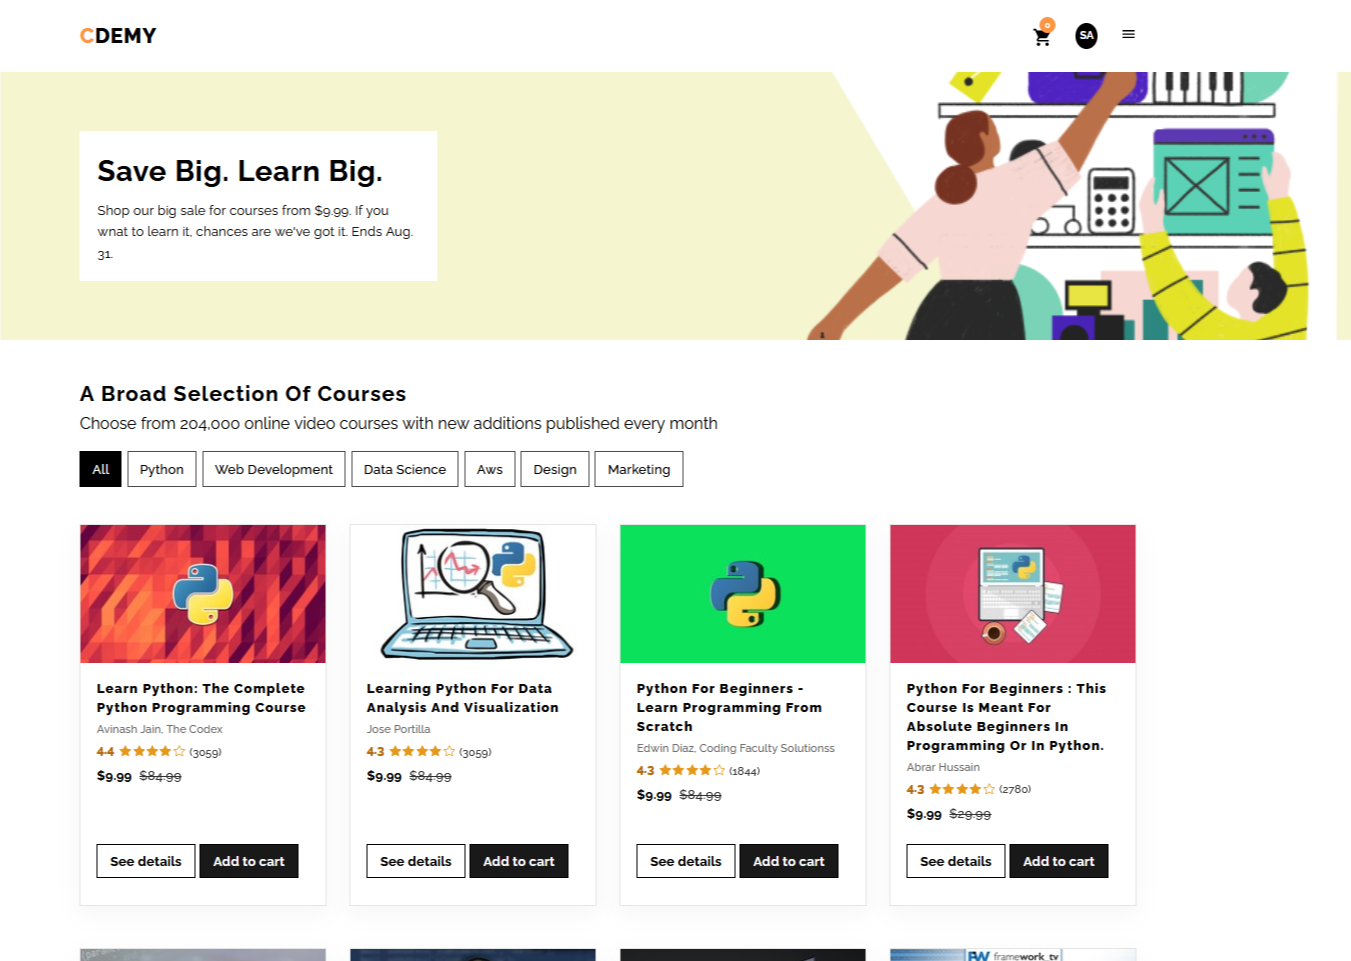 CDEMY
0
SA
Save Big. Learn Big.
Shop our big sale for courses from $9.99. If you
wnat to learn it, chances are we've got it. Ends Aug.
31.
A Broad Selection Of Courses
Choose from 204,000 online video courses with new additions published every month
All Python Web Development Data Science Aws Design Marketing
Learn Python: The Complete
Python Programming Course
Avinash Jain, The Codex
4.4 (3059)
$9.99 $84.99
See details Add to cart
Learning Python For Data
Analysis And Visualization
Jose Portilla
4.3 (3059)
$9.99 $84.99
See details Add to cart
Python For Beginners -
Learn Programming From
Scratch
Edwin Diaz, Coding Faculty Solutionss
4.3 (1844)
$9.99 $84.99
See details Add to cart
Python For Beginners : This
Course Is Meant For
Absolute Beginners In
Programming Or In Python.
Abrar Hussain
4.3 (2780)
$9.99 $29.99
See details Add to cart
framework_tv